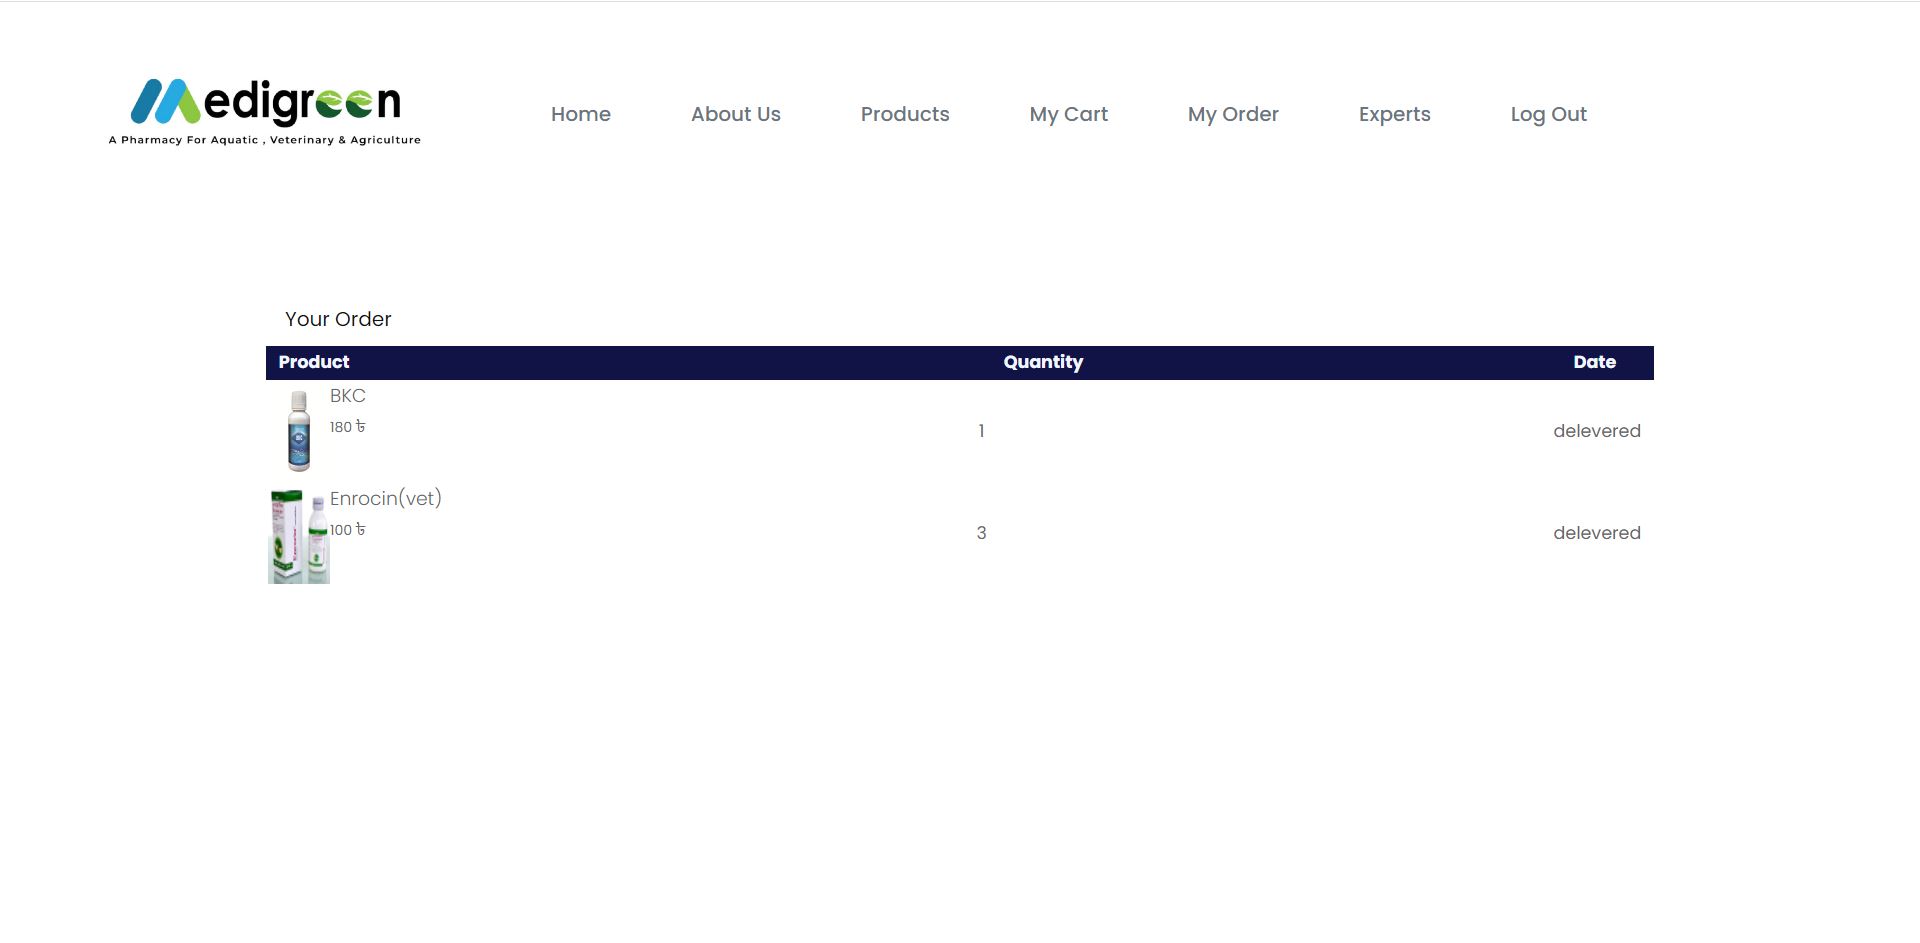 Medigreen
A Pharmacy For Aquatic , Veterinary & Agriculture
Home About Us Products My Cart My Order Experts Log Out
Your Order
Product Quantity Date
BKC
180 ৳
1 delevered
Enrocin(vet)
100 ৳
3 delevered